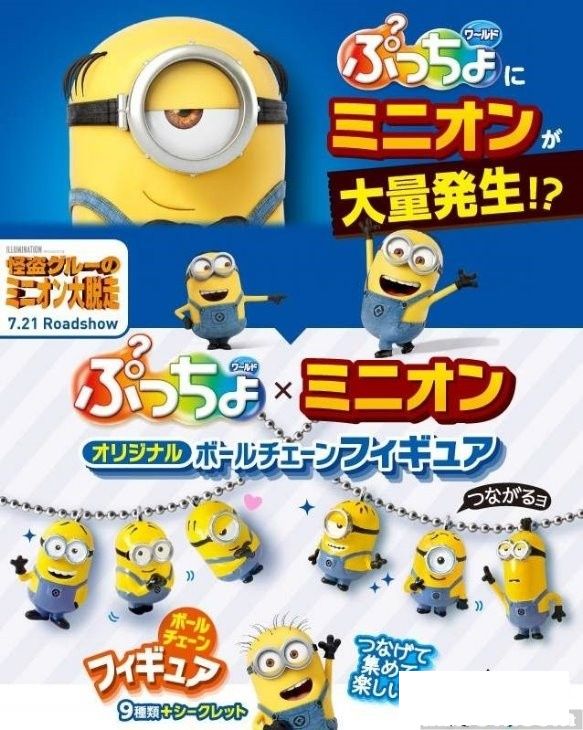 ぷ?っちょワールドに
ミニオンが
大量発生!?
ILLUMINATION
怪盗グルーの
ミニオン大脱走
7.21 Roadshow
ぷ?っちょワールド×ミニオン
オリジナル ボールチェーンフィギュア
つながるョ
ボール
チェーン
フィギュア
9種類+シークレット
つなげて
集めて
楽し